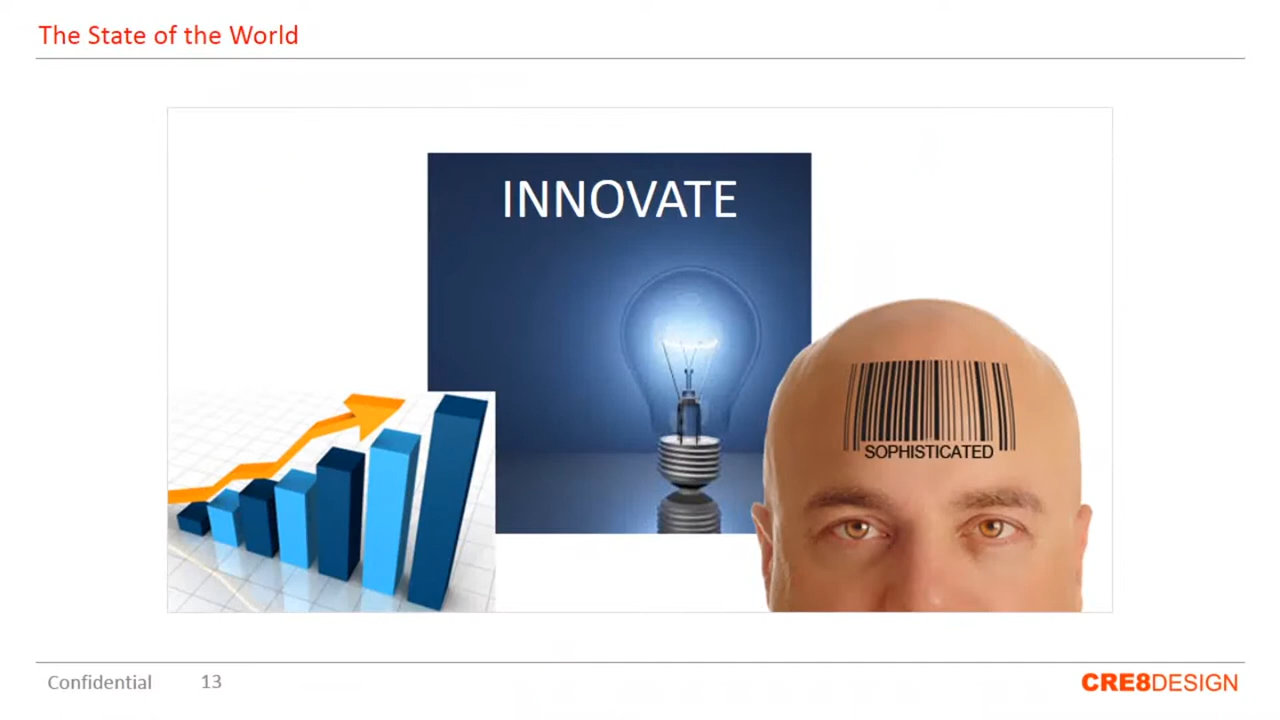 The State of the World
INNOVATE
SOPHISTICATED
Confidential 13
CRE8DESIGN